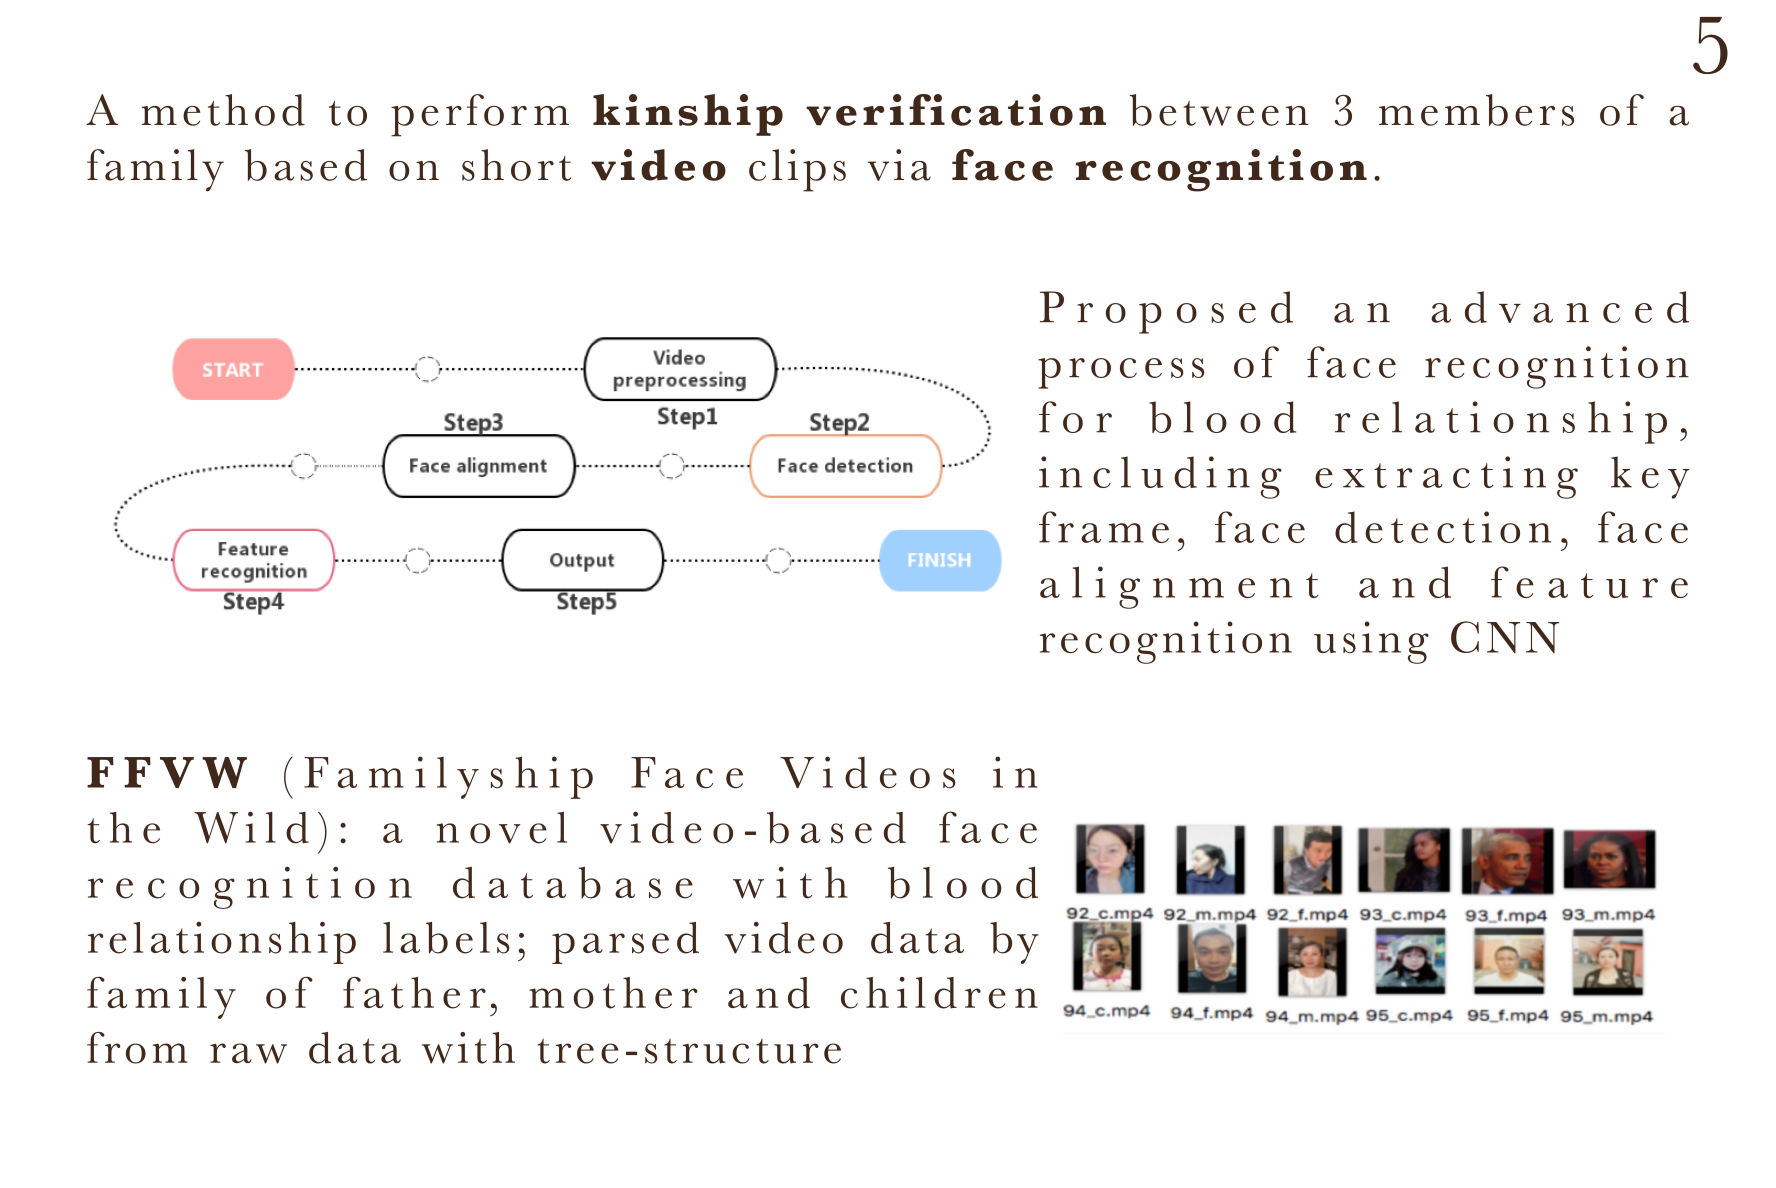 5
A method to perform kinship verification between 3 members of a
family based on short video clips via face recognition.
START
Video
preprocessing
Step1
Step2
Face detection
Step3
Face alignment
Feature
recognition
Step4
Output
Step5
FINISH
Proposed an advanced
process of face recognition
for blood relationship,
including extracting key
frame, face detection, face
alignment and feature
recognition using CNN
FFVW (Familyship Face Videos in
the Wild): a novel video-based face
recognition database with blood
relationship labels; parsed video data by
family of father, mother and children
from raw data with tree-structure
92_c.mp4 92_m.mp4 92_f.mp4 93_c.mp4 93_f.mp4 93_m.mp4
94_c.mp4 94_f.mp4 94_m.mp4 95_c.mp4 95_f.mp4 95_m.mp4